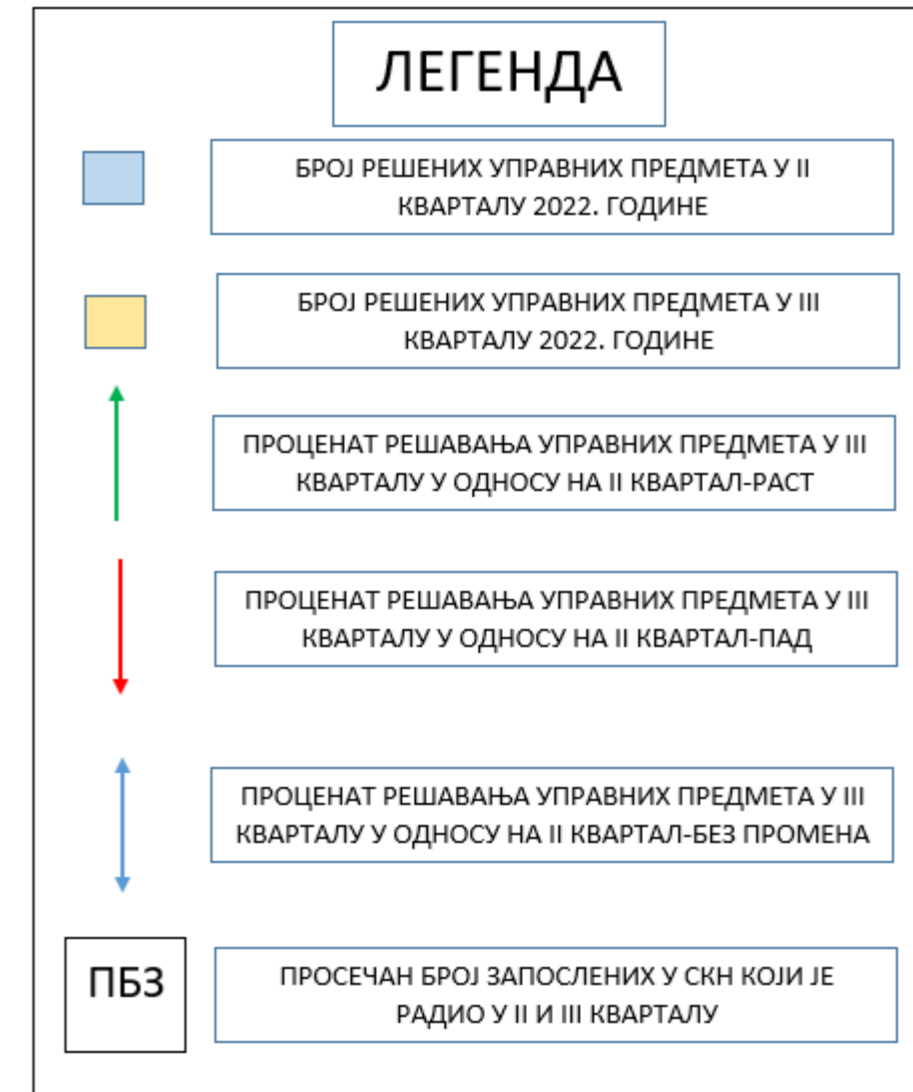 ЛЕГЕНДА
БРОЈ РЕШЕНИХ УПРАВНИХ ПРЕДМЕТА У II
КВАРТАЛУ 2022. ГОДИНЕ
БРОЈ РЕШЕНИХ УПРАВНИХ ПРЕДМЕТА У III
КВАРТАЛУ 2022. ГОДИНЕ
ПРОЦЕНАТ РЕШАВАЊА УПРАВНИХ ПРЕДМЕТА У III
КВАРТАЛУ У ОДНОСУ НА II КВАРТАЛ-РАСТ
ПРОЦЕНАТ РЕШАВАЊА УПРАВНИХ ПРЕДМЕТА У III
КВАРТАЛУ У ОДНОСУ НА II КВАРТАЛ-ПАД
ПРОЦЕНАТ РЕШАВАЊА УПРАВНИХ ПРЕДМЕТА У III
КВАРТАЛУ У ОДНОСУ НА II КВАРТАЛ-БЕЗ ПРОМЕНА
ПБЗ
ПРОСЕЧАН БРОЈ ЗАПОСЛЕНИХ У СКН КОЈИ ЈЕ
РАДИО У II И III КВАРТАЛУ